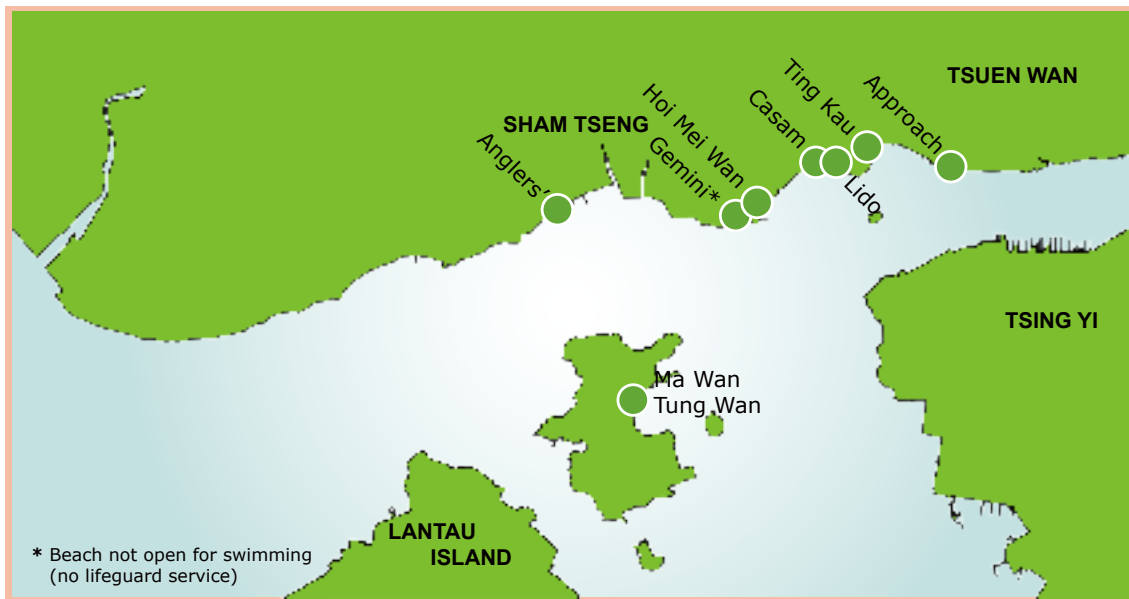 TSUEN WAN
Ting Kau
Approach
Hoi Mei Wan
Casam
SHAM TSENG
Gemini*
Anglers’
Lido
TSING YI
Ma Wan
Tung Wan
LANTAU
ISLAND
* Beach not open for swimming
(no lifeguard service)